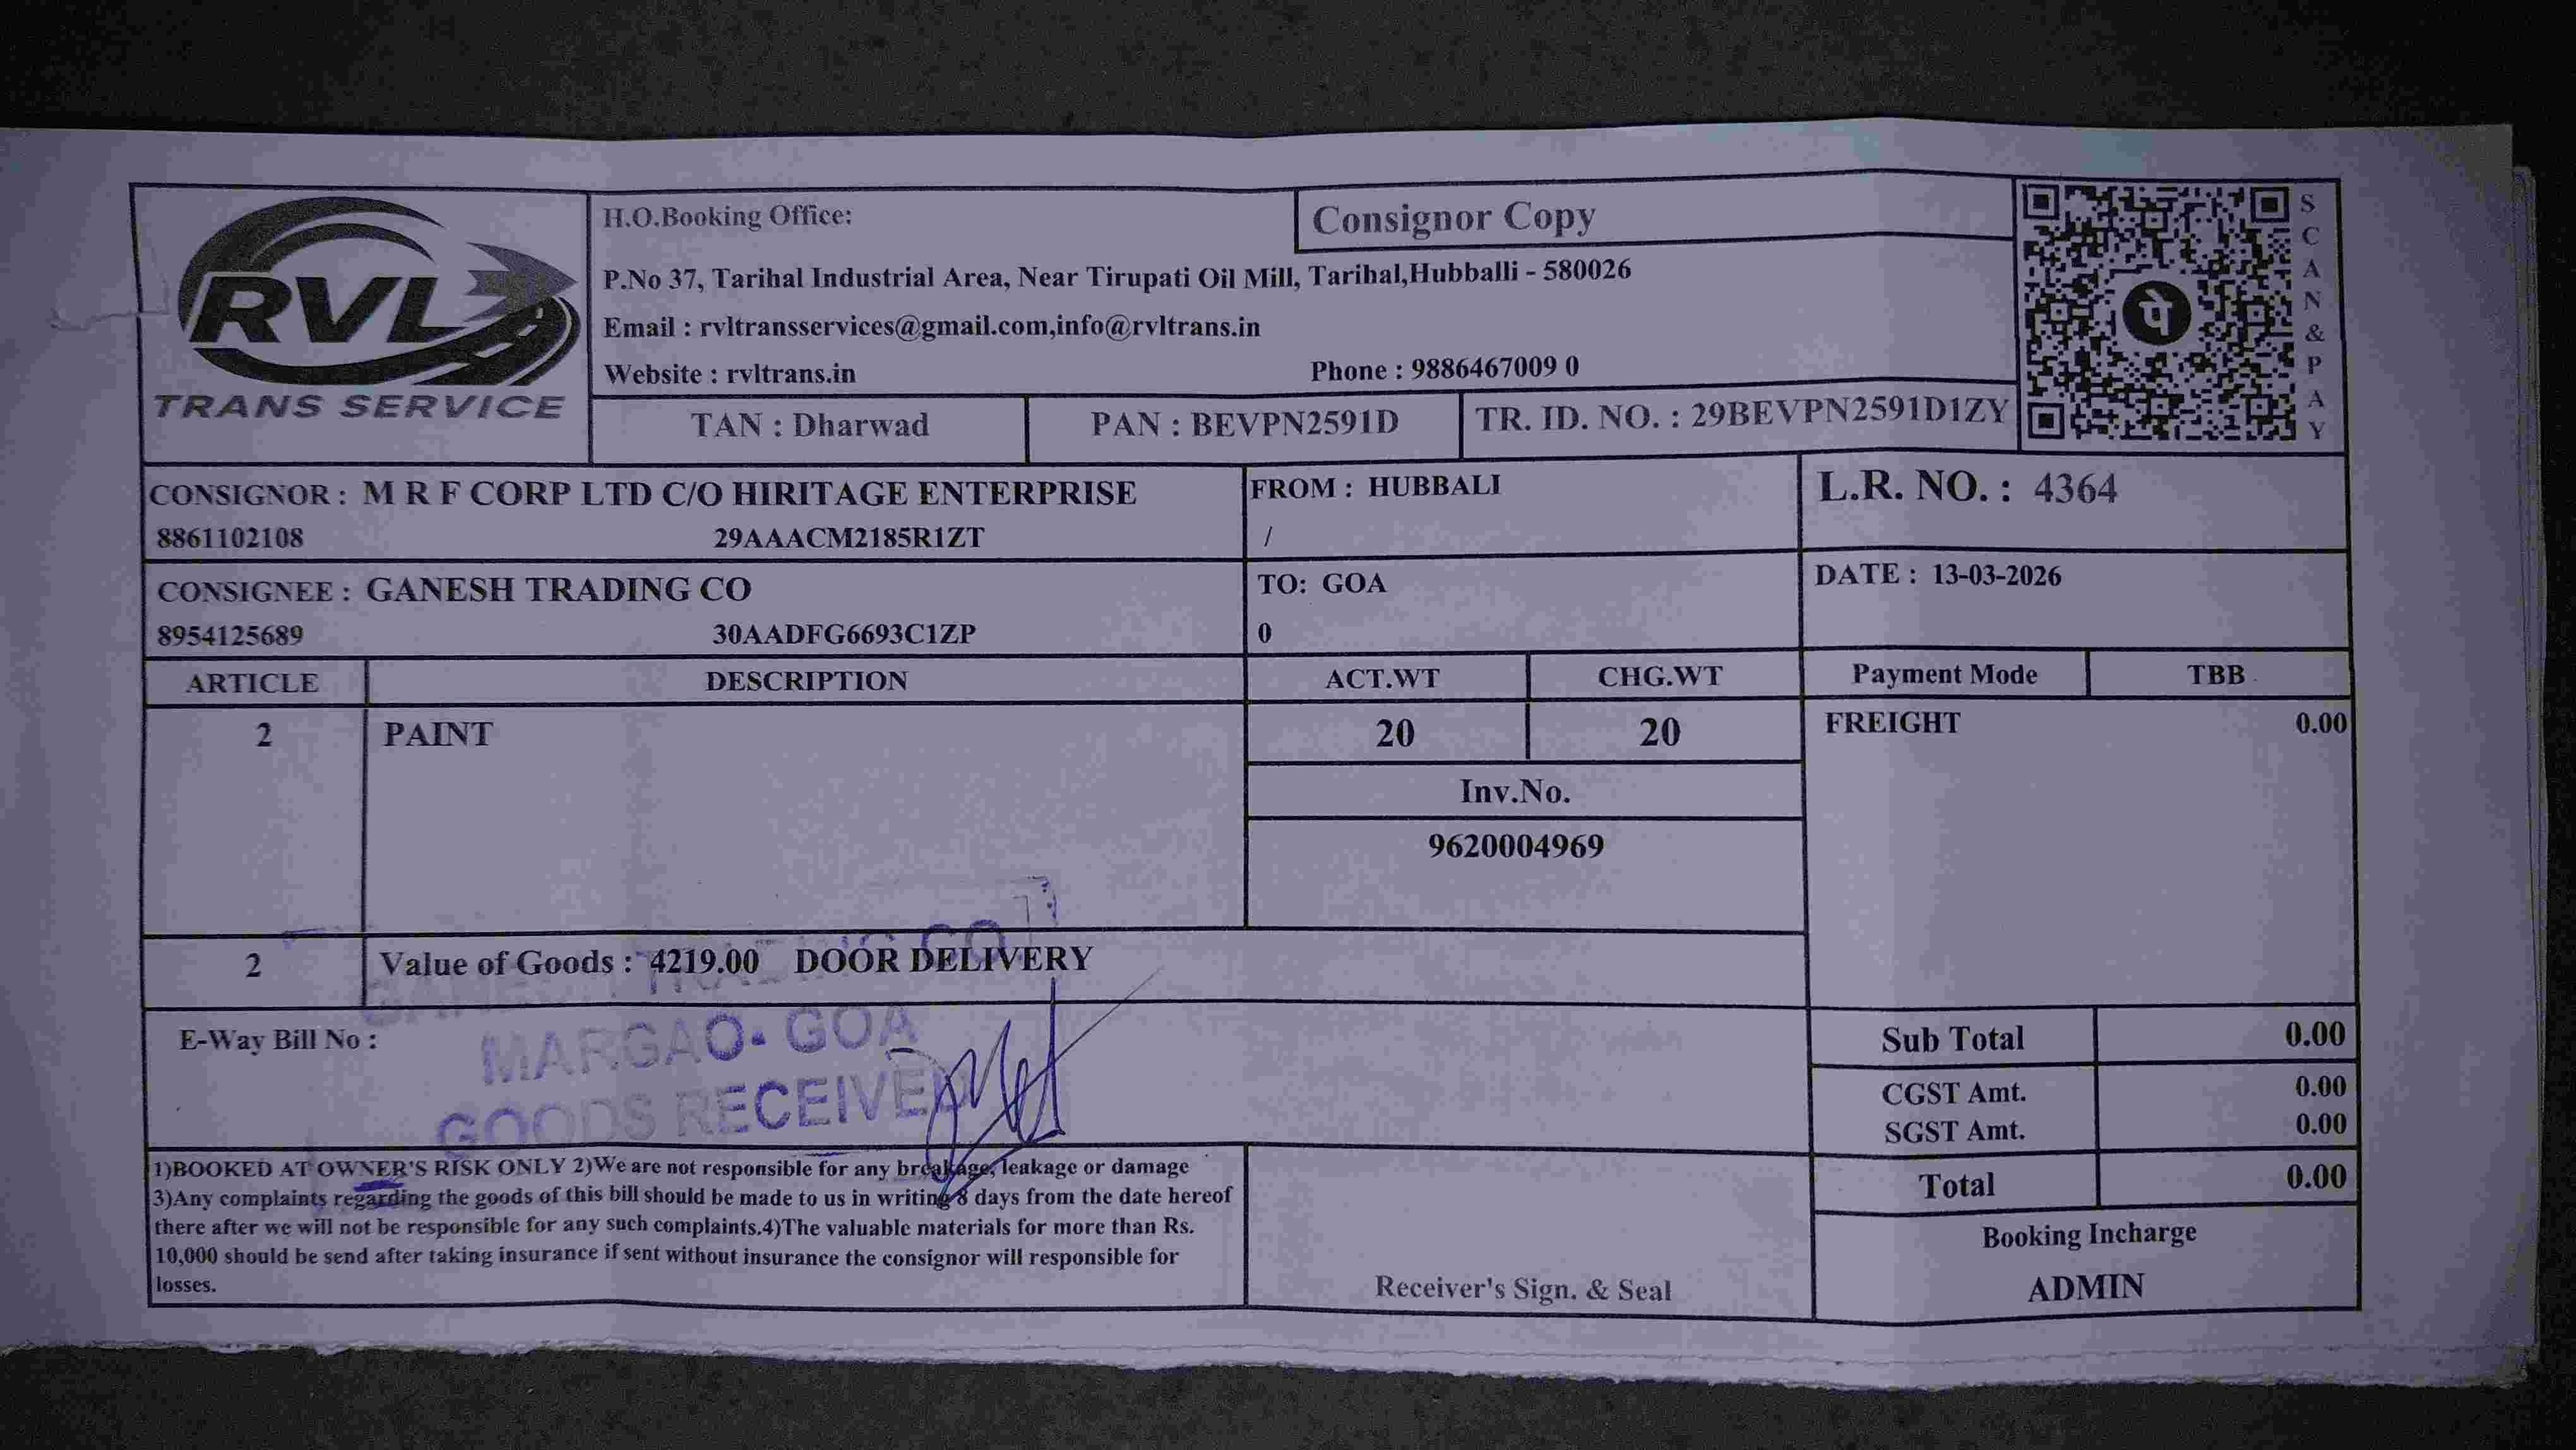 RVL
TRANS SERVICE
H.O.Booking Office:
Consignor Copy
P.No 37, Tarihal Industrial Area, Near Tirupati Oil Mill, Tarihal,Hubballi - 580026
Email : rvltransservices@gmail.com,info@rvltrans.in
Website : rvltrans.in Phone : 9886467009 0
TAN : Dharwad PAN : BEVPN2591D TR. ID. NO. : 29BEVPN2591D1ZY
पे
SCAN&PAY
CONSIGNOR : M R F CORP LTD C/O HIRITAGE ENTERPRISE
8861102108 29AAACM2185R1ZT
FROM : HUBBALI
/
L.R. NO. : 4364
CONSIGNEE : GANESH TRADING CO
8954125689 30AADFG6693C1ZP
TO: GOA
0
DATE : 13-03-2026
ARTICLE DESCRIPTION ACT.WT CHG.WT Payment Mode TBB
2 PAINT 20 20 FREIGHT 0.00
Inv.No.
9620004969
2 Value of Goods : 4219.00 DOOR DELIVERY
E-Way Bill No :
MARGAO- GOA
GOODS RECEIVED
Sub Total 0.00
CGST Amt. 0.00
SGST Amt. 0.00
Total 0.00
1)BOOKED AT OWNER'S RISK ONLY 2)We are not responsible for any breakage, leakage or damage
3)Any complaints regarding the goods of this bill should be made to us in writing 8 days from the date hereof
there after we will not be responsible for any such complaints.4)The valuable materials for more than Rs.
10,000 should be send after taking insurance if sent without insurance the consignor will responsible for
losses.
Receiver's Sign. & Seal
Booking Incharge
ADMIN